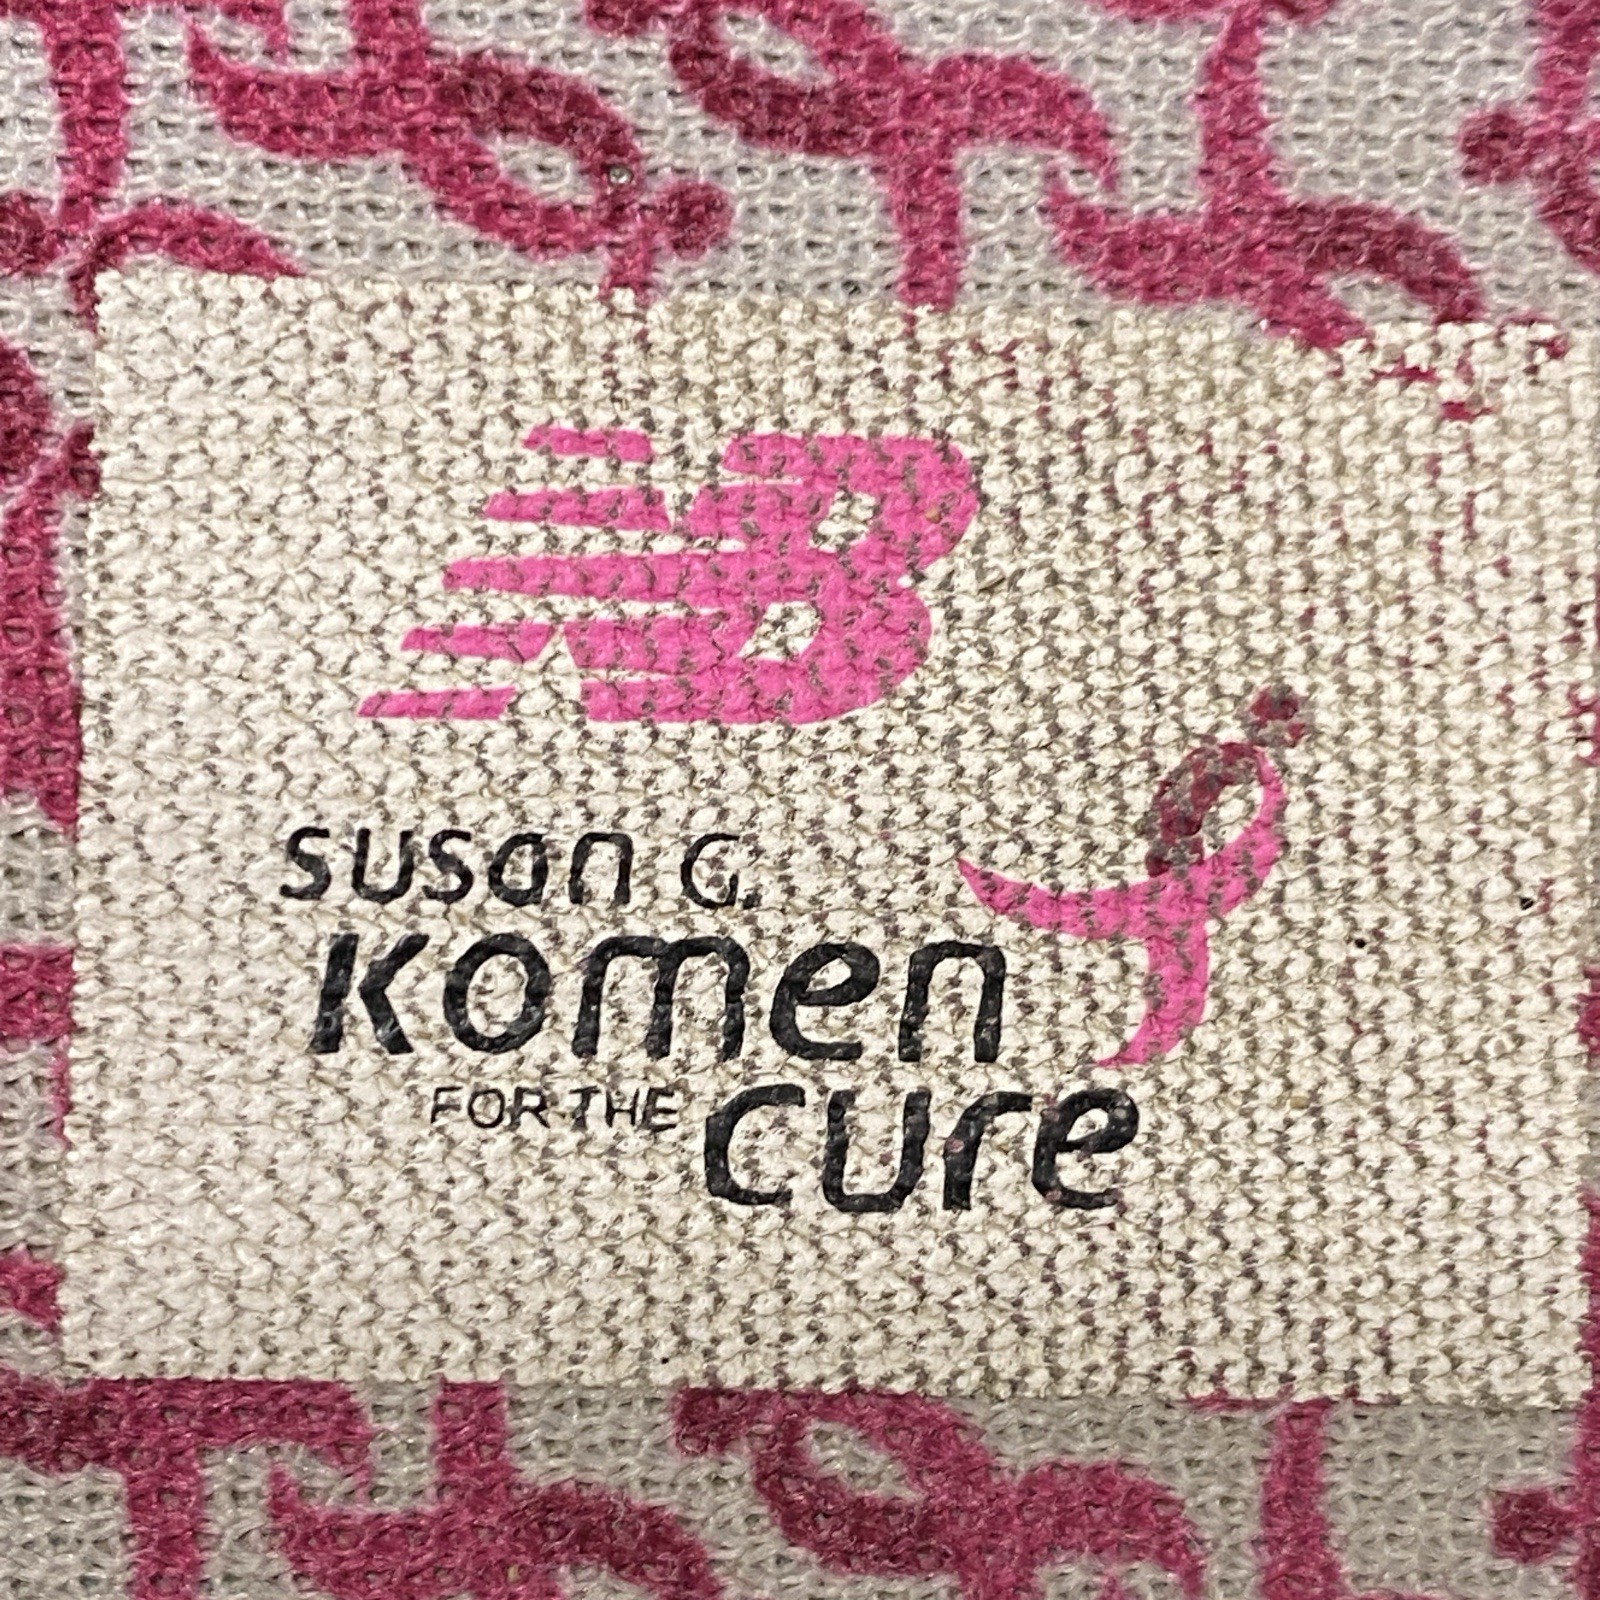 susan G.
Komen
FOR THE cure